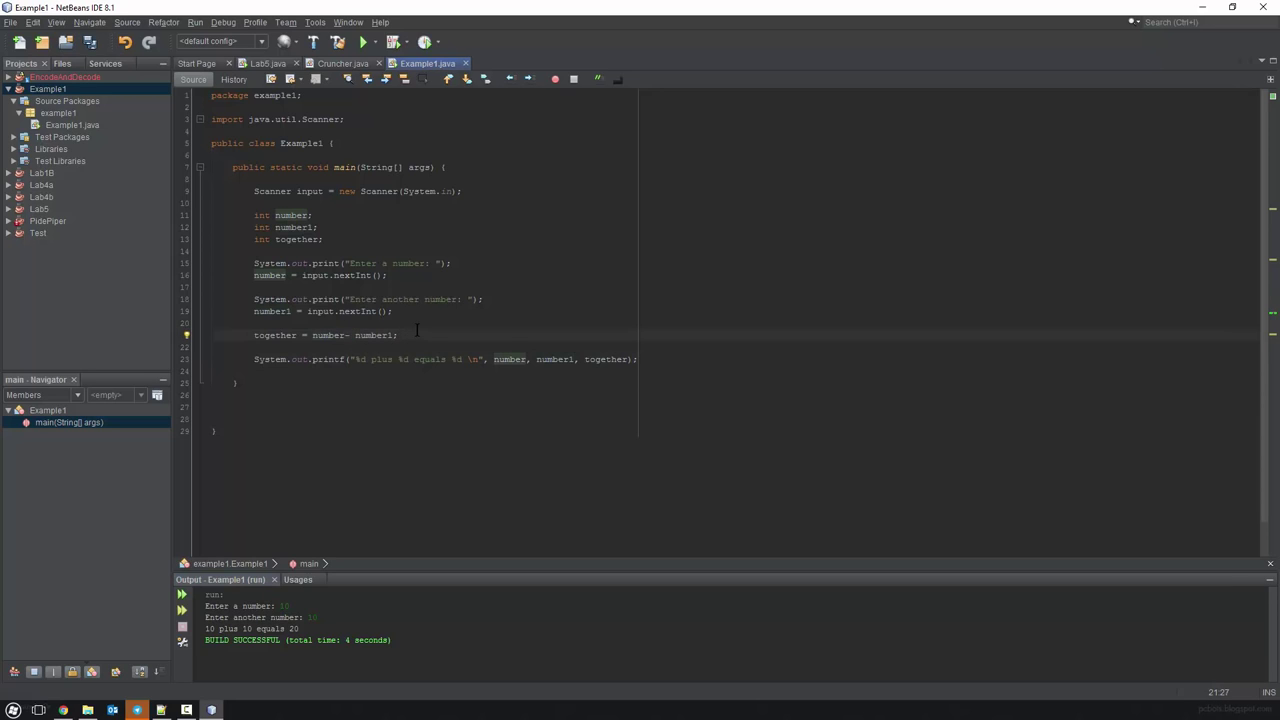 Example1 - NetBeans IDE 8.1
File Edit View Navigate Source Refactor Run Debug Profile Team Tools Window Help
Search (Ctrl+I)
<default config>
Projects Files Services
Start Page Lab5.java Cruncher.java Example1.java
Source History
EncodeAndDecode
Example1
Source Packages
example1
Example1.java
Test Packages
Libraries
Test Libraries
Lab1B
Lab4a
Lab4b
Lab5
PidePiper
Test
1 package example1;
2
3 import java.util.Scanner;
4
5 public class Example1 {
6
7 public static void main(String[] args) {
8
9 Scanner input = new Scanner(System.in);
10
11 int number;
12 int number1;
13 int together;
14
15 System.out.print("Enter a number: ");
16 number = input.nextInt();
17
18 System.out.print("Enter another number: ");
19 number1 = input.nextInt();
20
together = number- number1;
22
23 System.out.printf("%d plus %d equals %d \n", number, number1, together);
24
25 }
26
27
28
29 }
main - Navigator
Members <empty>
Example1
main(String[] args)
example1.Example1 main
Output - Example1 (run) Usages
run:
Enter a number: 10
Enter another number: 10
10 plus 10 equals 20
BUILD SUCCESSFUL (total time: 4 seconds)
21:27 INS